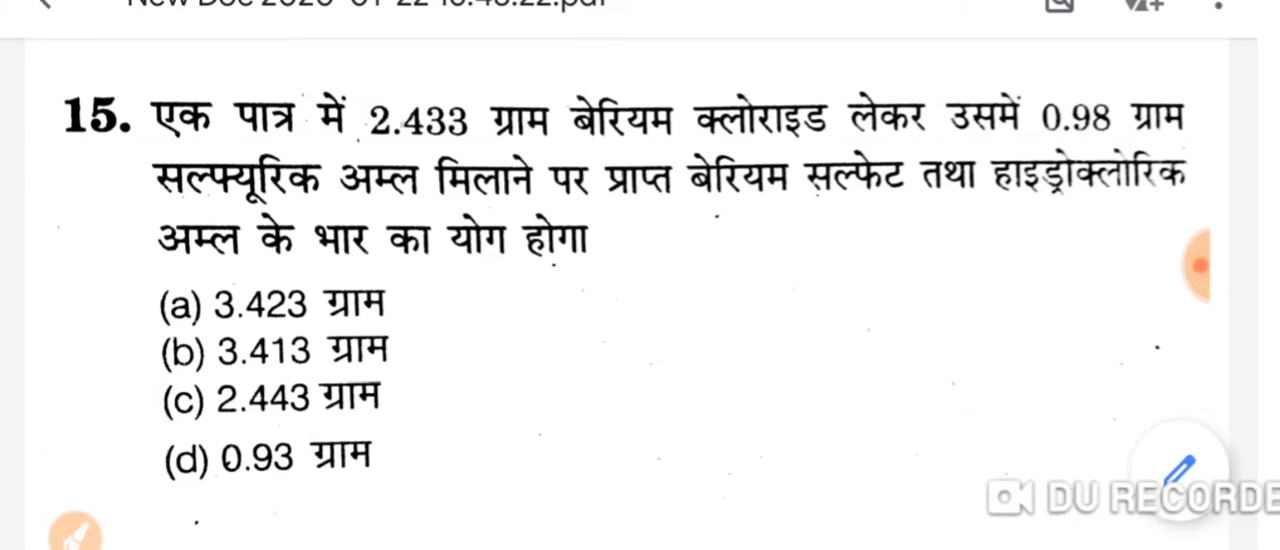 15. एक पात्र में 2.433 ग्राम बेरियम क्लोराइड लेकर उसमें 0.98 ग्राम
सल्फ्यूरिक अम्ल मिलाने पर प्राप्त बेरियम सल्फेट तथा हाइड्रोक्लोरिक
अम्ल के भार का योग होगा
(a) 3.423 ग्राम
(b) 3.413 ग्राम
(c) 2.443 ग्राम
(d) 0.93 ग्राम
DU RECORDE